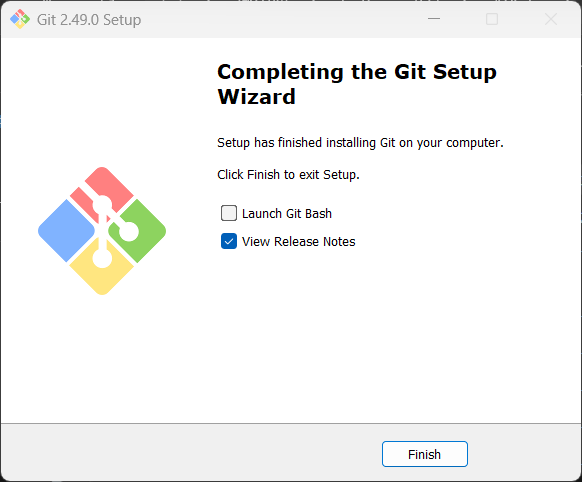 Git 2.49.0 Setup
Completing the Git Setup
Wizard
Setup has finished installing Git on your computer.
Click Finish to exit Setup.
Launch Git Bash
View Release Notes
Finish